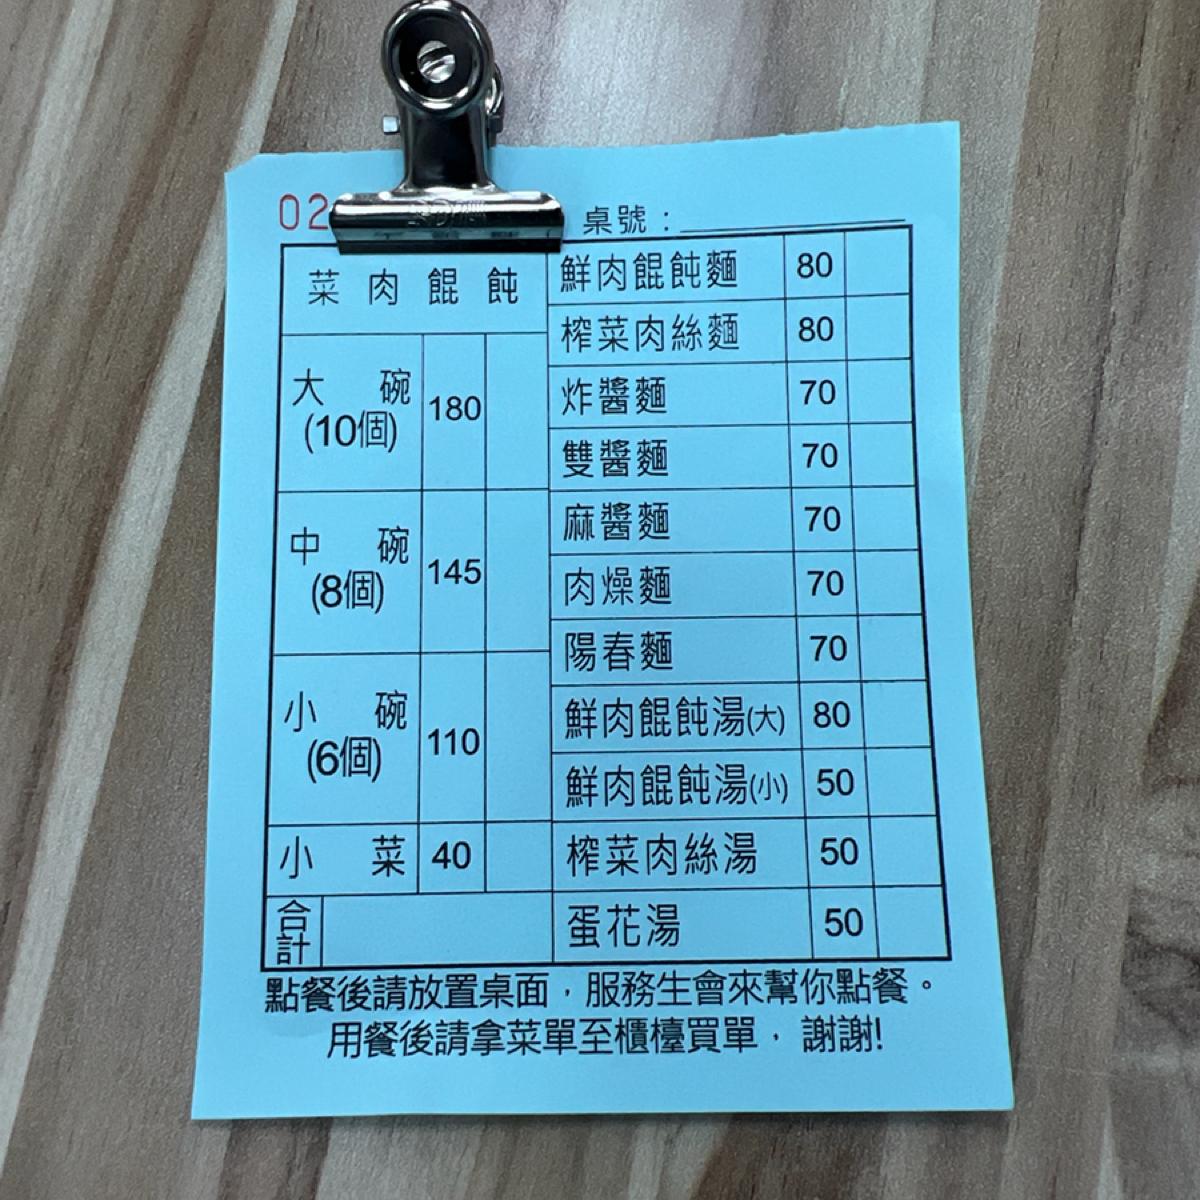 02
桌號：
菜肉餛飩
大碗
(10個)
180
中碗
(8個)
145
小碗
(6個)
110
小菜 40
合計
鮮肉餛飩麵 80
榨菜肉絲麵 80
炸醬麵 70
雙醬麵 70
麻醬麵 70
肉燥麵 70
陽春麵 70
鮮肉餛飩湯(大) 80
鮮肉餛飩湯(小) 50
榨菜肉絲湯 50
蛋花湯 50
點餐後請放置桌面，服務生會來幫你點餐。
用餐後請拿菜單至櫃檯買單，謝謝!